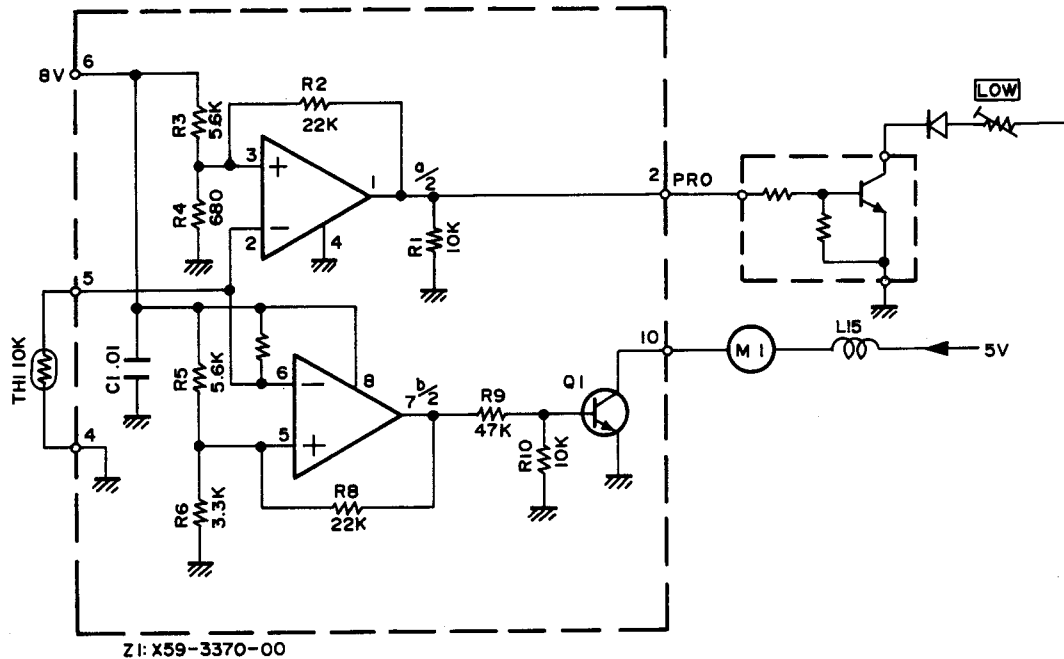 8V
6
R3
5.6K
R2
22K
3
+
1
a/2
2
PRO
LOW
R4
680
-
2
4
R1
10K
5
TH1 10K
C1 .01
R5
5.6K
6
-
8
7
b/2
R9
47K
Q1
10
M1
L15
5V
4
5
+
R10
10K
R6
3.3K
R8
22K
Z1: X59-3370-00